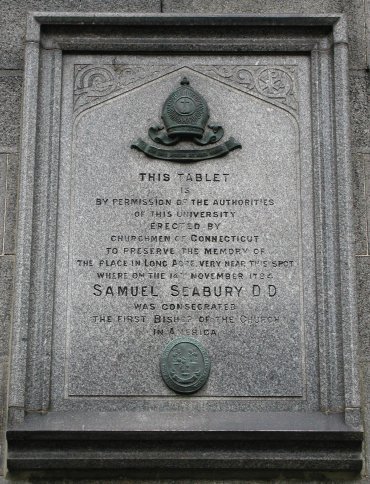 THIS TABLET
IS
BY PERMISSION OF THE AUTHORITIES
OF THIS UNIVERSITY
ERECTED BY
CHURCHMEN OF CONNECTICUT
TO PRESERVE THE MEMORY OF
THE PLACE IN LONG ACRE, VERY NEAR THIS SPOT
WHERE ON THE 14TH NOVEMBER 1784
SAMUEL SEABURY D D
WAS CONSECRATED
THE FIRST BISHOP OF THE CHURCH
IN AMERICA